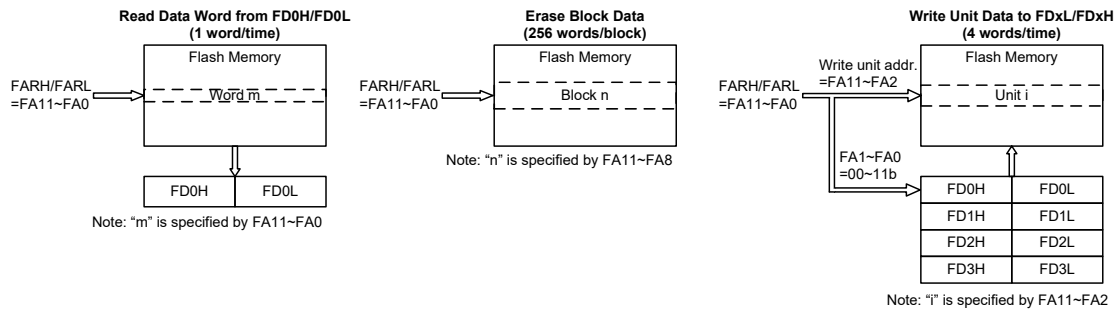 Read Data Word from FD0H/FD0L
(1 word/time)
Flash Memory
FARH/FARL
=FA11~FA0
Word m
FD0H FD0L
Note: “m” is specified by FA11~FA0
Erase Block Data
(256 words/block)
Flash Memory
FARH/FARL
=FA11~FA0
Block n
Note: “n” is specified by FA11~FA8
Write Unit Data to FDxL/FDxH
(4 words/time)
Flash Memory
Write unit addr.
=FA11~FA2
FARH/FARL
=FA11~FA0
Unit i
FA1~FA0
=00~11b
FD0H FD0L
FD1H FD1L
FD2H FD2L
FD3H FD3L
Note: “i” is specified by FA11~FA2